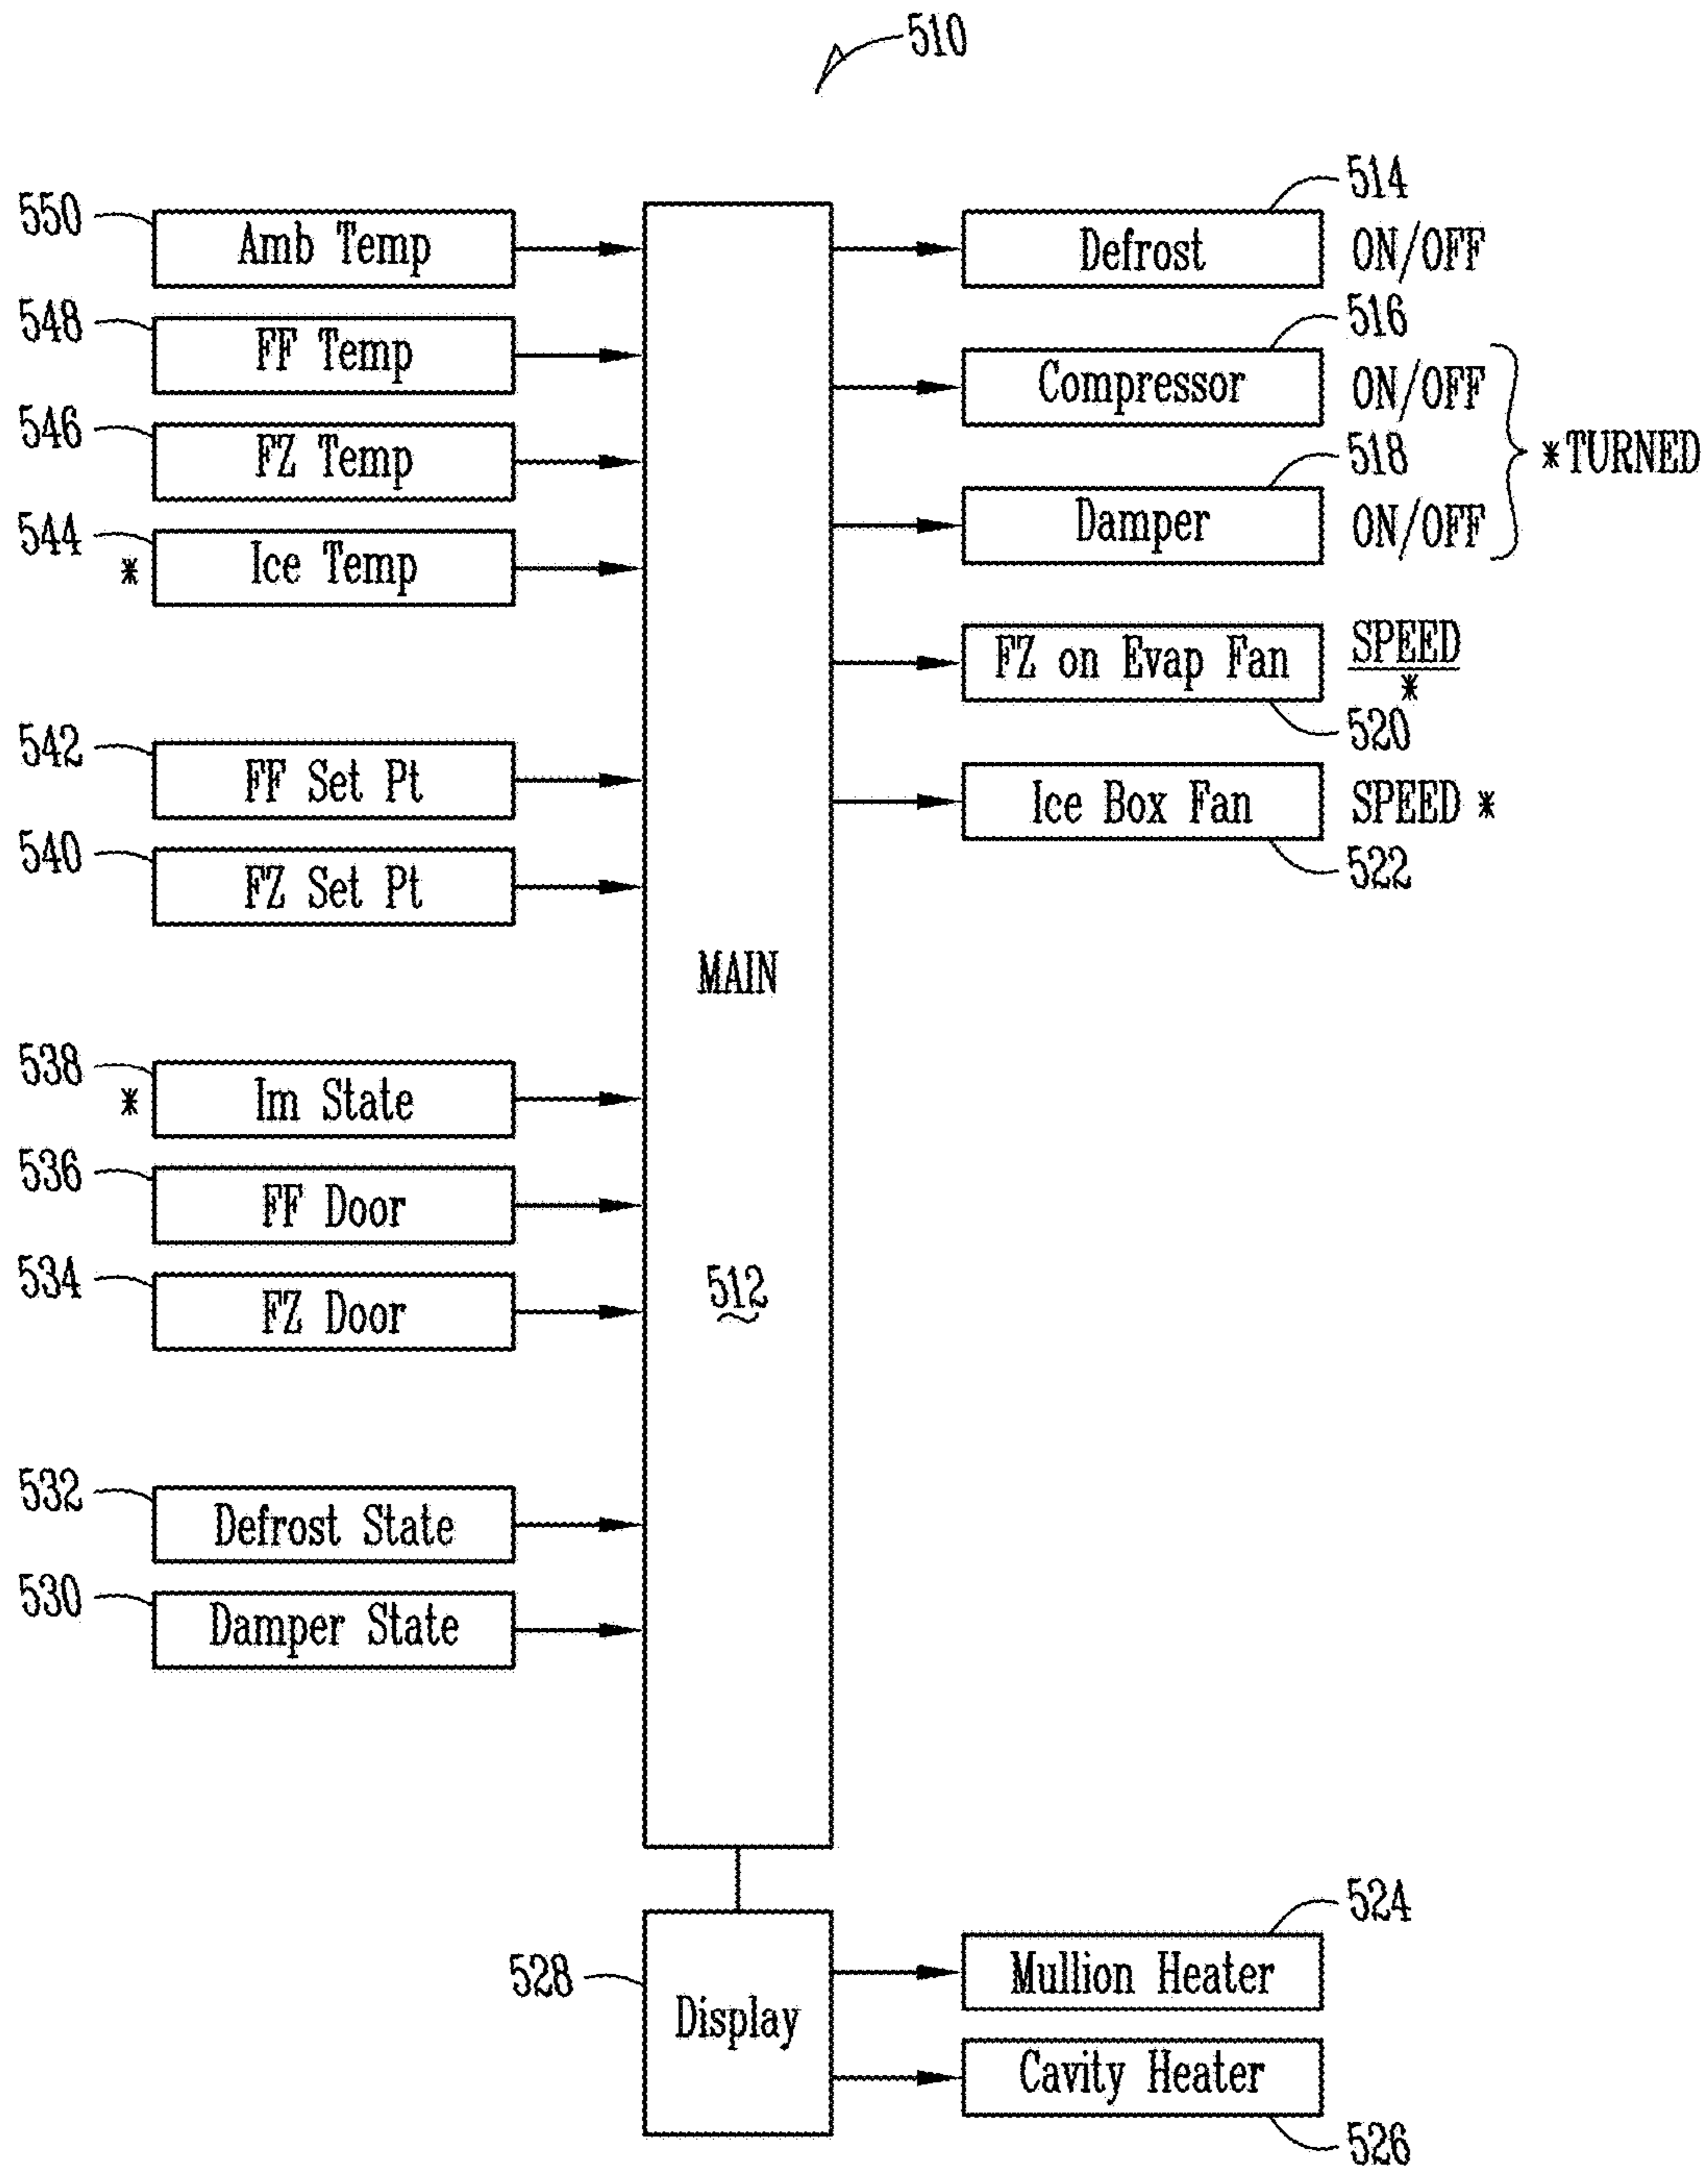 510
550
Amb Temp
548
FF Temp
546
FZ Temp
544
* Ice Temp
542
FF Set Pt
540
FZ Set Pt
538
* Im State
536
FF Door
534
FZ Door
532
Defrost State
530
Damper State
MAIN
512
514
Defrost ON/OFF
516
Compressor ON/OFF
*TURNED
518
Damper ON/OFF
FZ on Evap Fan SPEED
*
520
Ice Box Fan SPEED *
522
528
Display
524
Mullion Heater
Cavity Heater
526